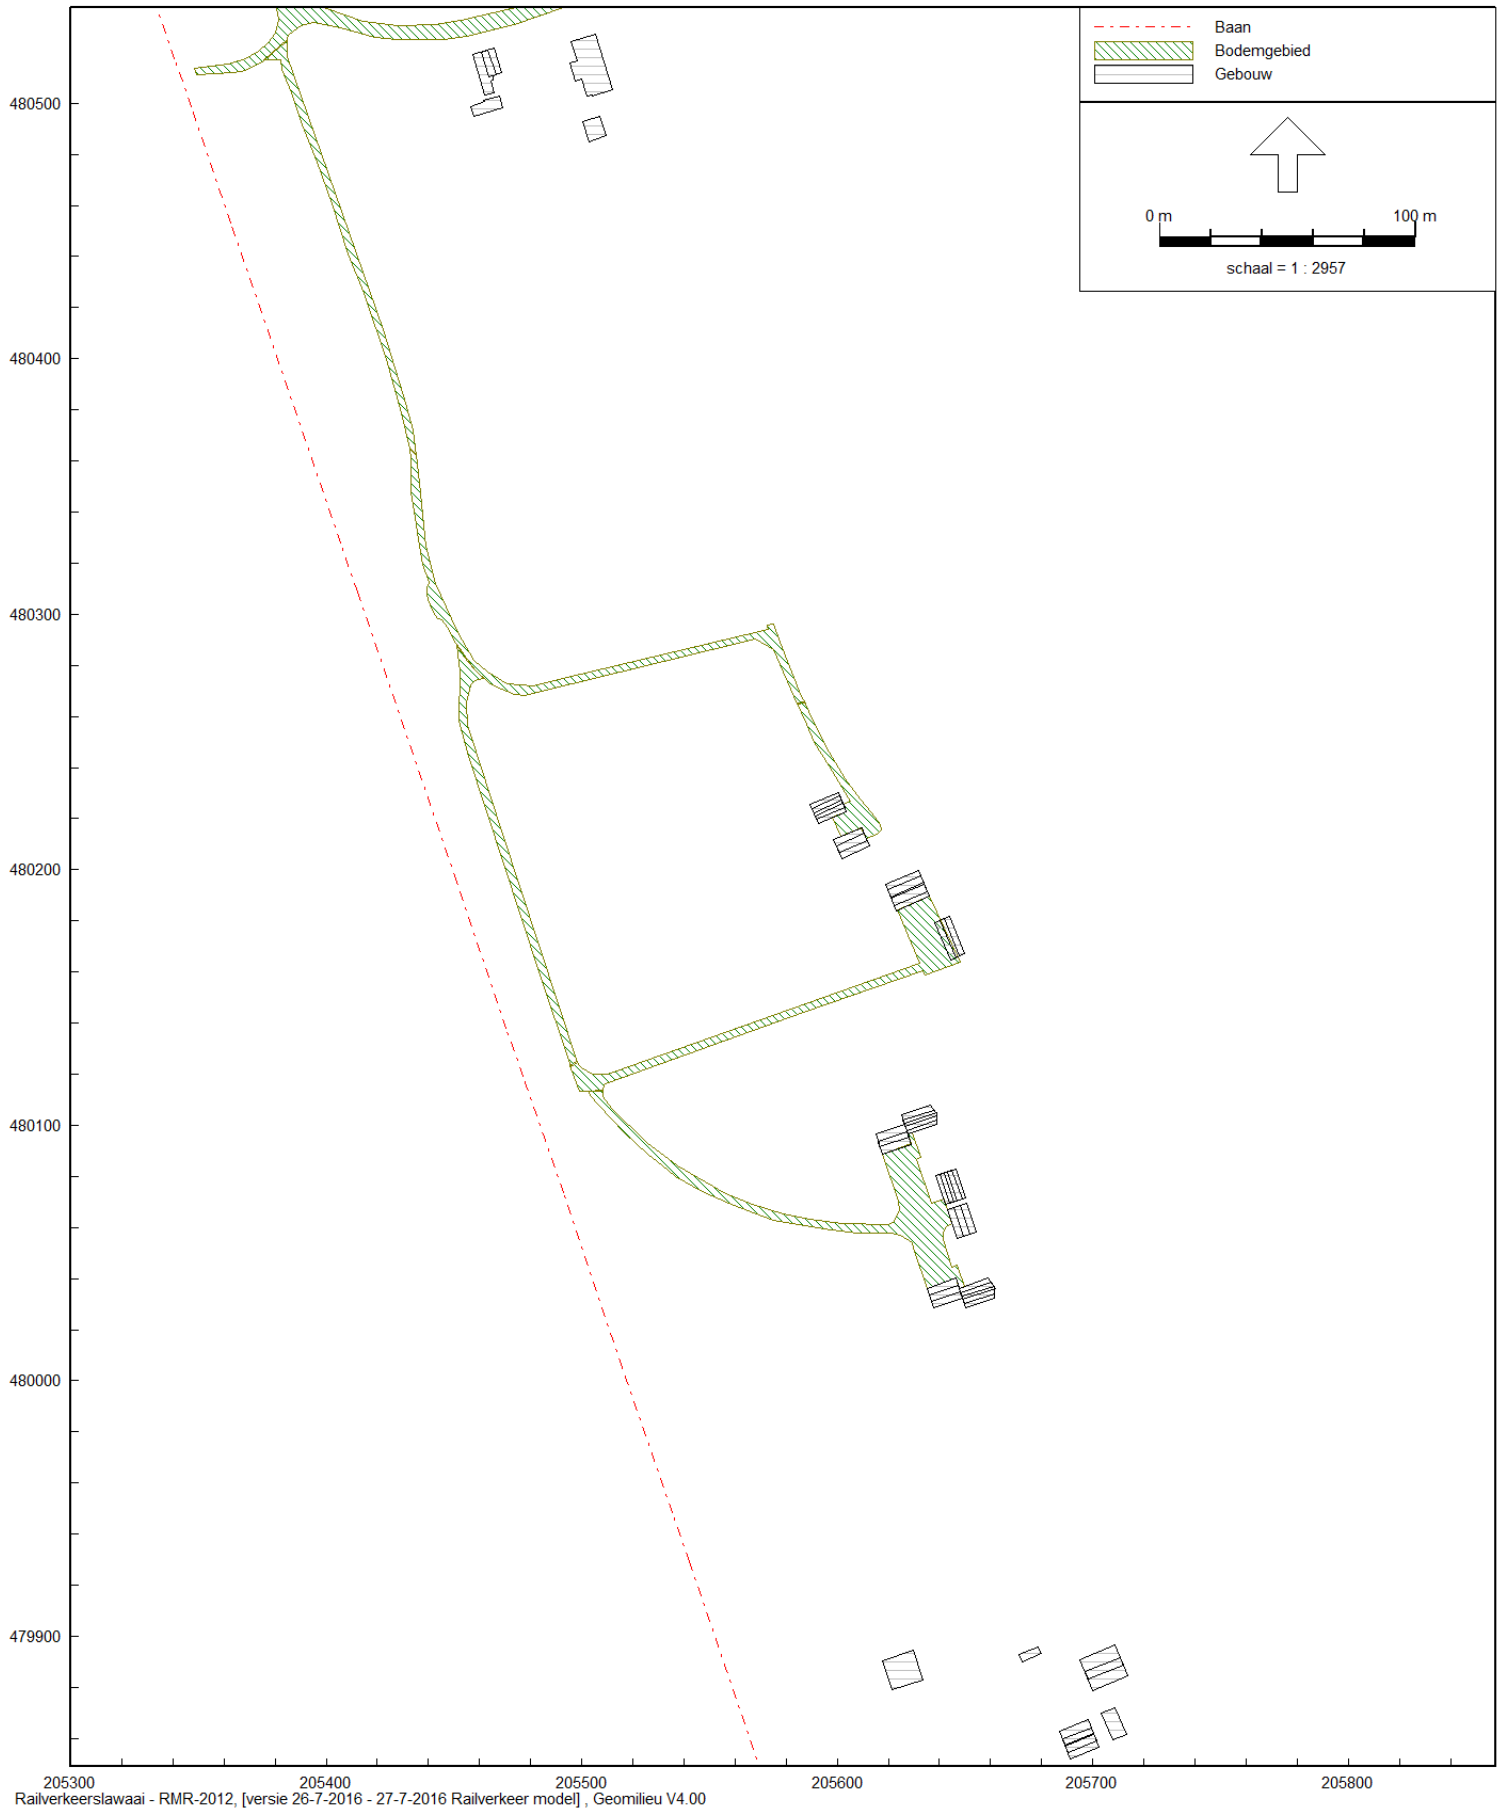 Baan
Bodemgebied
Gebouw
0 m 100 m
schaal = 1 : 2957
480500
480400
480300
480200
480100
480000
479900
205300 205400 205500 205600 205700 205800
Railverkeerslawaai - RMR-2012, [versie 26-7-2016 - 27-7-2016 Railverkeer model] , Geomilieu V4.00